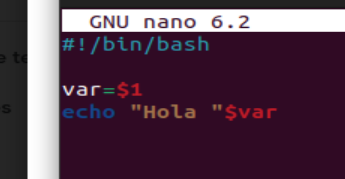 GNU nano 6.2
#!/bin/bash
var=$1
echo "Hola "$var